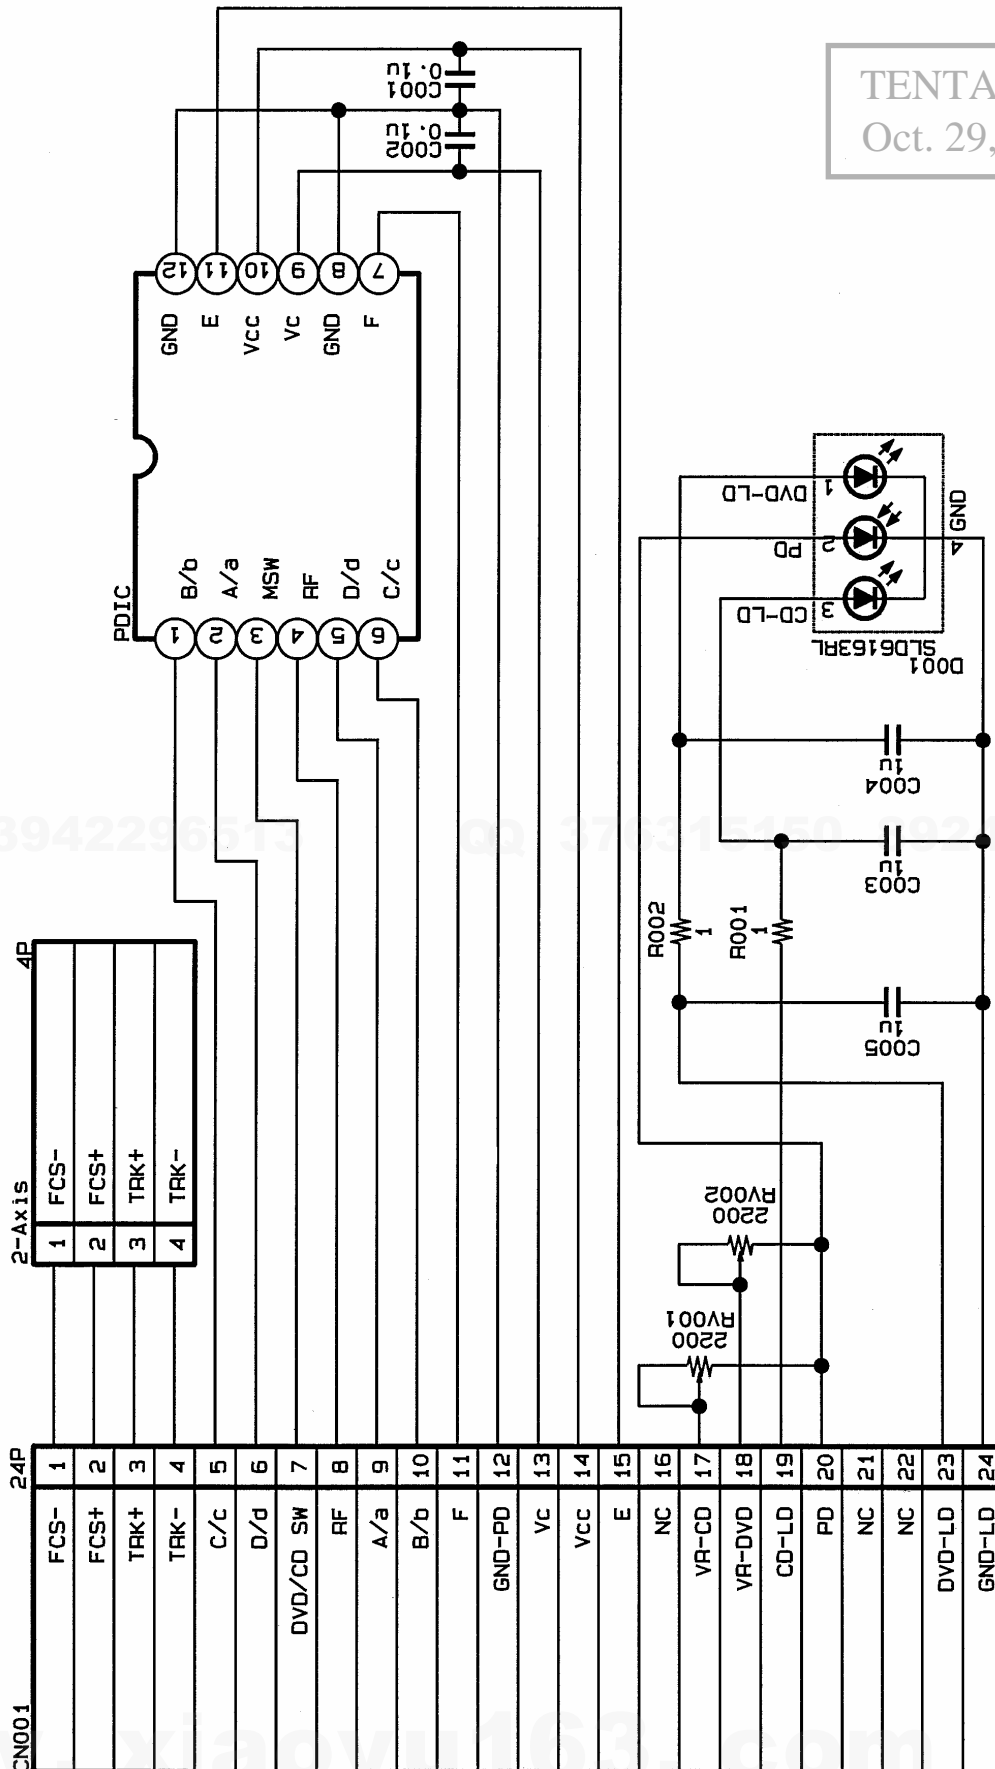 TENTA
Oct. 29,
0.1u
C001
0.1u
C002
12
11
10
9
8
7
GND
E
VCC
VC
GND
F
PDIC
B/b
A/a
MSW
RF
D/d
C/c
1
2
3
4
5
6
DVD-LD
1
PD
2
CD-LD
3
4 GND
SLD6163RL
D001
1u
C004
1u
C003
R002
1
R001
1
1u
C005
3942296513 QQ 376315150 892
4P
2-Axis
FCS-
FCS+
TRK+
TRK-
1
2
3
4
RV002
2200
RV001
2200
24P
1
2
3
4
5
6
7
8
9
10
11
12
13
14
15
16
17
18
19
20
21
22
23
24
FCS-
FCS+
TRK+
TRK-
C/c
D/d
DVD/CD SW
RF
A/a
B/b
F
GND-PD
VC
VCC
E
NC
VR-CD
VR-DVD
CD-LD
PD
NC
NC
DVD-LD
GND-LD
CN001
. xiaoyu163. com